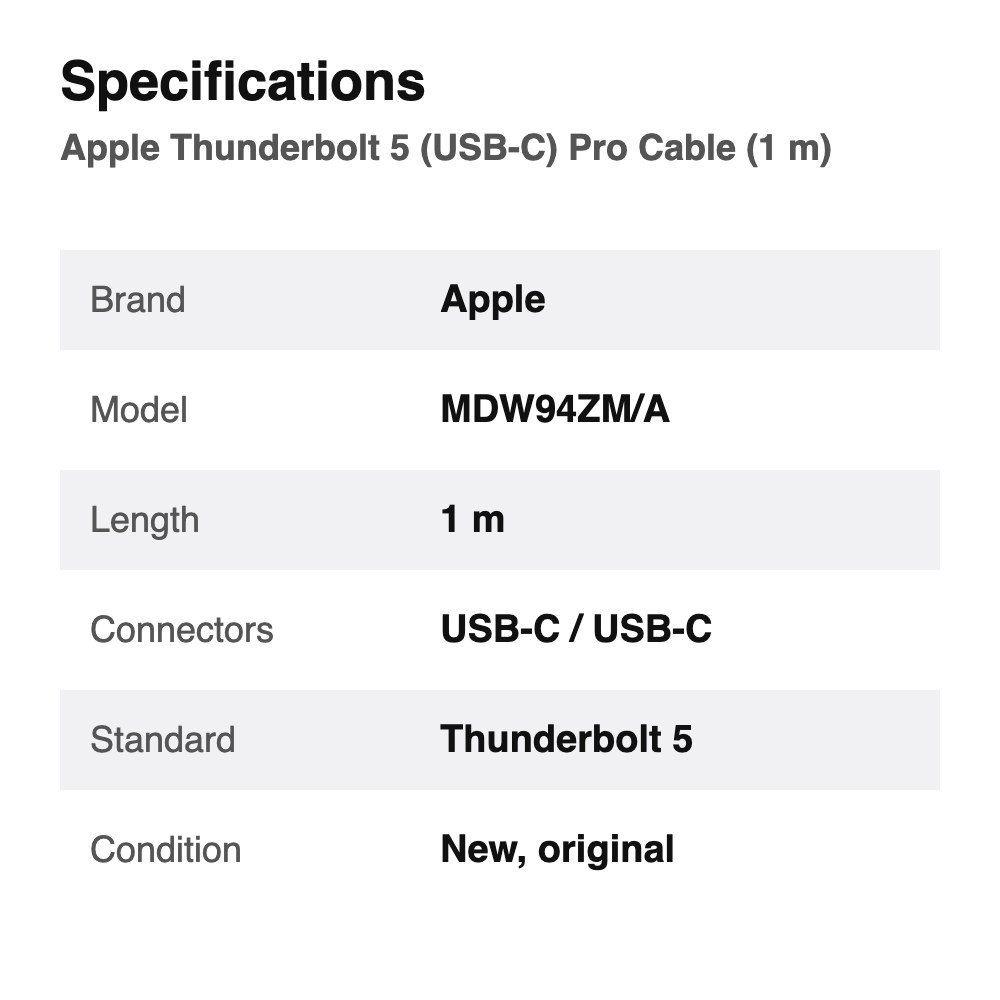 Specifications
Apple Thunderbolt 5 (USB-C) Pro Cable (1 m)
Brand Apple
Model MDW94ZM/A
Length 1 m
Connectors USB-C / USB-C
Standard Thunderbolt 5
Condition New, original